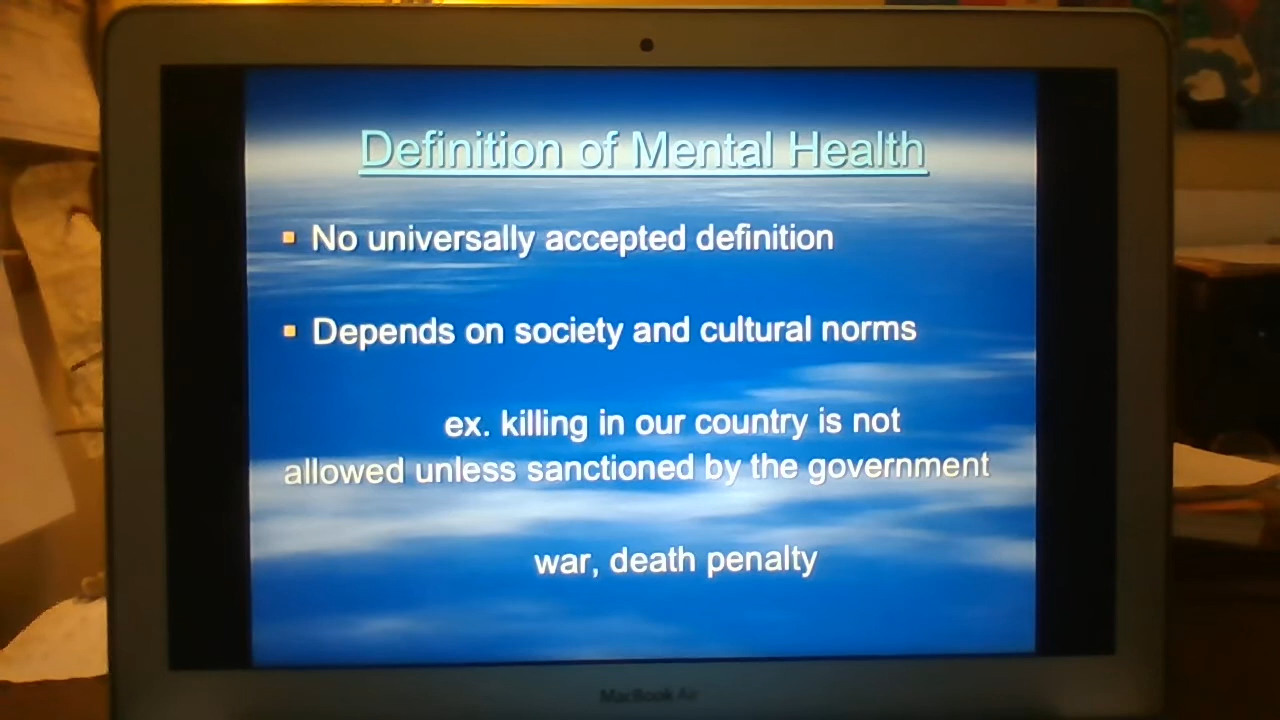 Definition of Mental Health
No universally accepted definition
Depends on society and cultural norms
ex. killing in our country is not
allowed unless sanctioned by the government
war, death penalty
MacBook Air